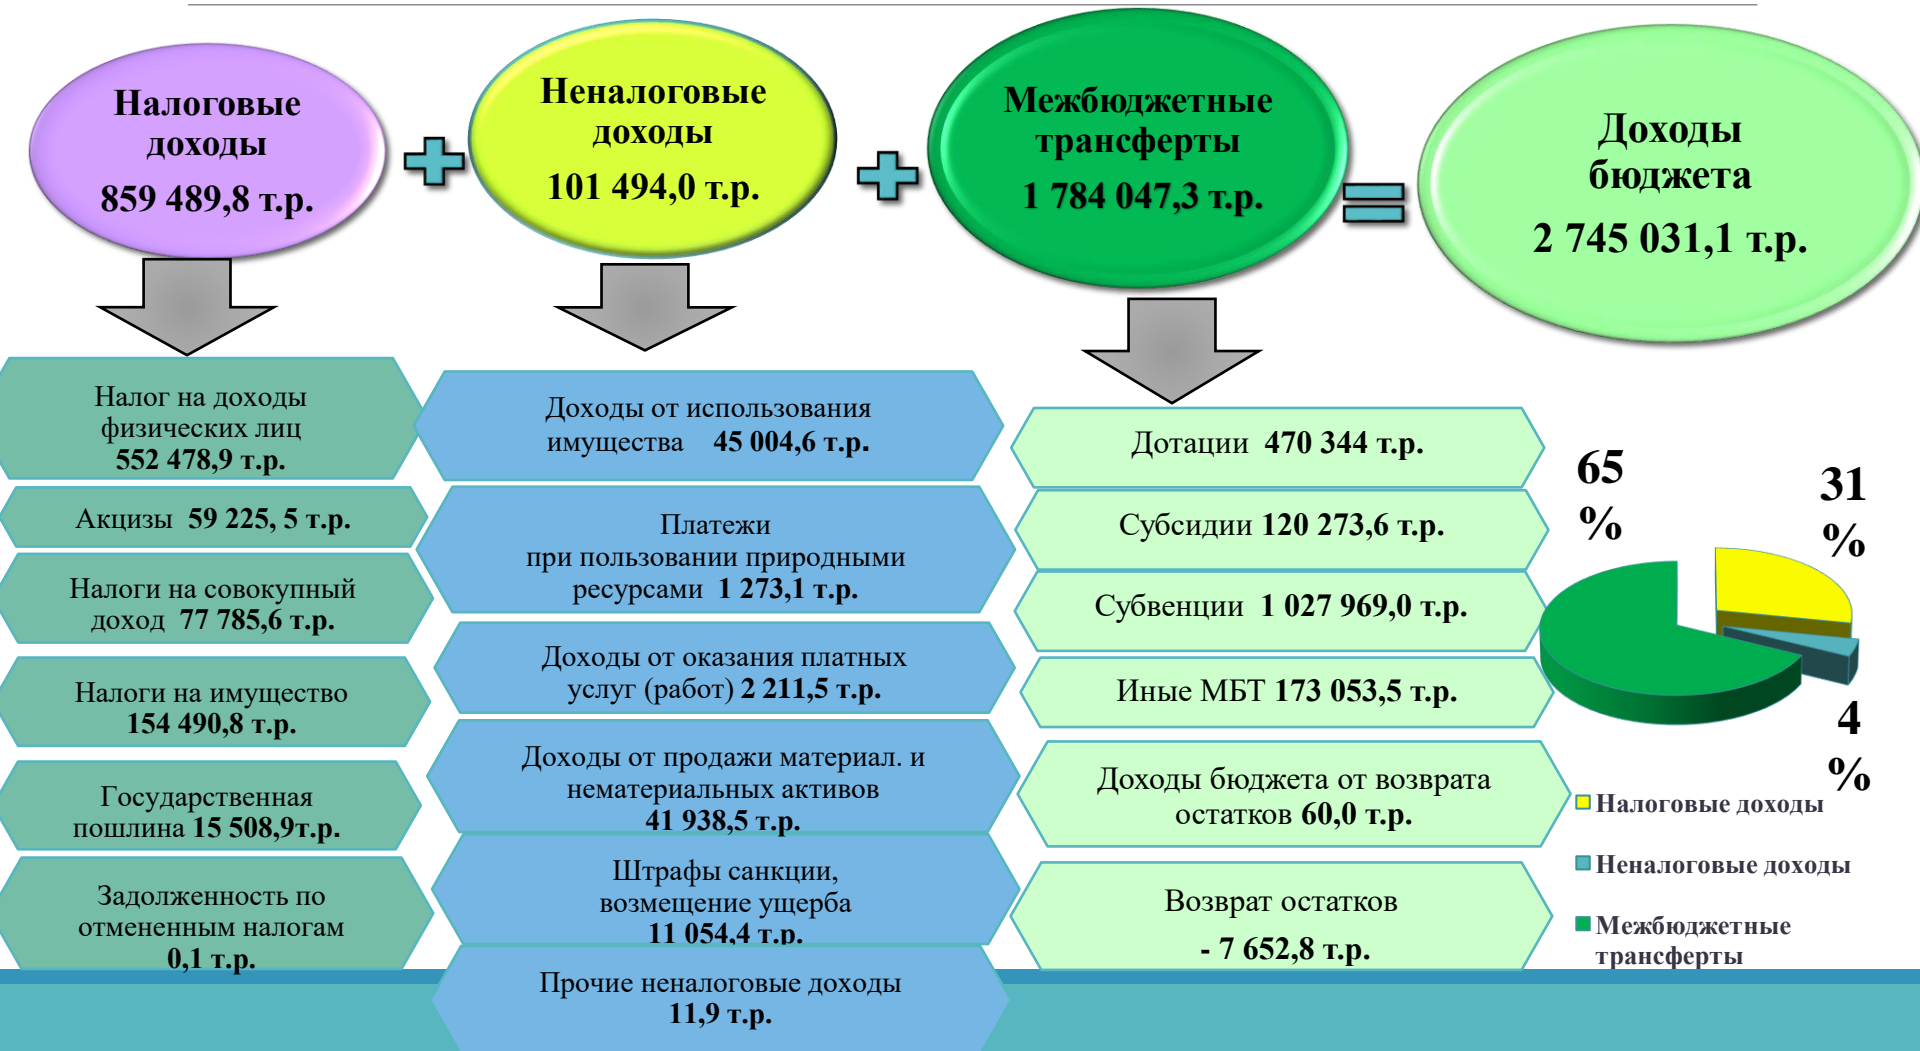 Налоговые
доходы
859 489,8 т.р.
Неналоговые
доходы
101 494,0 т.р.
Межбюджетные
трансферты
1 784 047,3 т.р.
Доходы
бюджета
2 745 031,1 т.р.
Налог на доходы
физических лиц
552 478,9 т.р.
Акцизы 59 225, 5 т.р.
Налоги на совокупный
доход 77 785,6 т.р.
Налоги на имущество
154 490,8 т.р.
Государственная
пошлина 15 508,9т.р.
Задолженность по
отмененным налогам
0,1 т.р.
Доходы от использования
имущества 45 004,6 т.р.
Платежи
при пользовании природными
ресурсами 1 273,1 т.р.
Доходы от оказания платных
услуг (работ) 2 211,5 т.р.
Доходы от продажи материал. и
нематериальных активов
41 938,5 т.р.
Штрафы санкции,
возмещение ущерба
11 054,4 т.р.
Прочие неналоговые доходы
11,9 т.р.
Дотации 470 344 т.р.
Субсидии 120 273,6 т.р.
Субвенции 1 027 969,0 т.р.
Иные МБТ 173 053,5 т.р.
Доходы бюджета от возврата
остатков 60,0 т.р.
Возврат остатков
- 7 652,8 т.р.
65
%
31
%
4
%
Налоговые доходы
Неналоговые доходы
Межбюджетные
трансферты